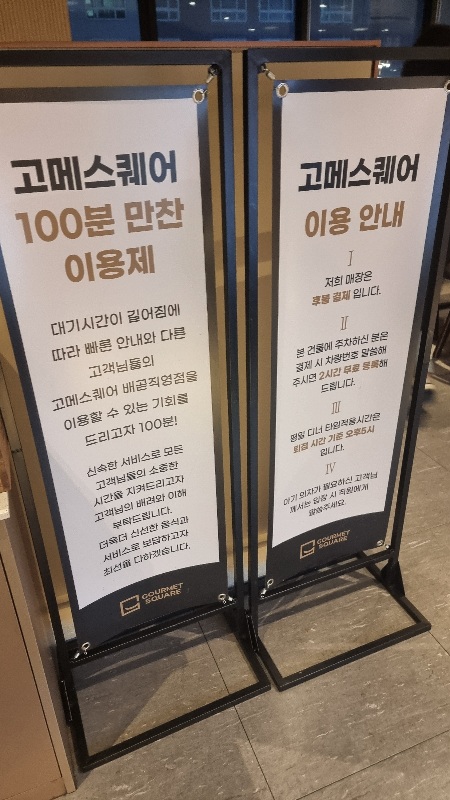 고메스퀘어
100분 만찬
이용제
대기시간이 길어짐에
따라 빠른 안내와 다른
고객님들의
고메스퀘어 배곧직영점을
이용할 수 있는 기회를
드리고자 100분!
신속한 서비스로 모든
고객님들의 소중한
시간을 지켜드리고자
고객님의 배려와 이해
부탁드립니다.
더욱더 신선한 음식과
서비스로 보답하고자
최선을 다하겠습니다.
GOURMET
SQUARE
고메스퀘어
이용 안내
I
저희 매장은
후불 결제 입니다.
II
본 건물에 주차하신 분은
결제 시 차량번호 말씀해
주시면 2시간 무료 등록해
드립니다.
III
평일 디너 타임적용시간은
입장 시간 기준 오후5시
입니다.
IV
아기 의자가 필요하신 고객님
께서는 입장 시 직원에게
말씀주세요.
GOURMET
SQUARE